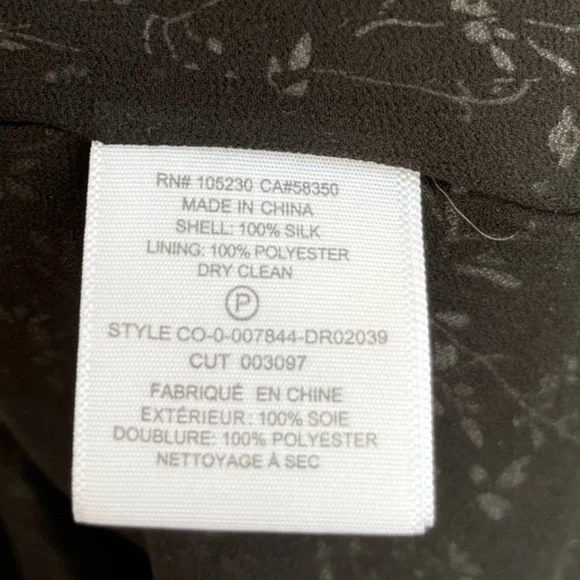 RN# 105230 CA#58350
MADE IN CHINA
SHELL: 100% SILK
LINING: 100% POLYESTER
DRY CLEAN
P
STYLE CO-0-007844-DR02039
CUT 003097
FABRIQUÉ EN CHINE
EXTÉRIEUR: 100% SOIE
DOUBLURE: 100% POLYESTER
NETTOYAGE À SEC